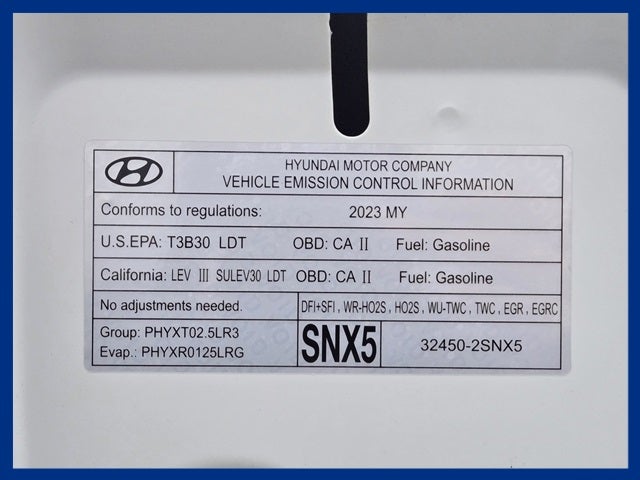 HYUNDAI MOTOR COMPANY
VEHICLE EMISSION CONTROL INFORMATION
Conforms to regulations: 2023 MY
U.S.EPA: T3B30 LDT OBD: CA II Fuel: Gasoline
California: LEV III SULEV30 LDT OBD: CA II Fuel: Gasoline
No adjustments needed. DFI+SFI , WR-HO2S , HO2S , WU-TWC , TWC , EGR , EGRC
Group: PHYXT02.5LR3
Evap.: PHYXR0125LRG
SNX5 32450-2SNX5